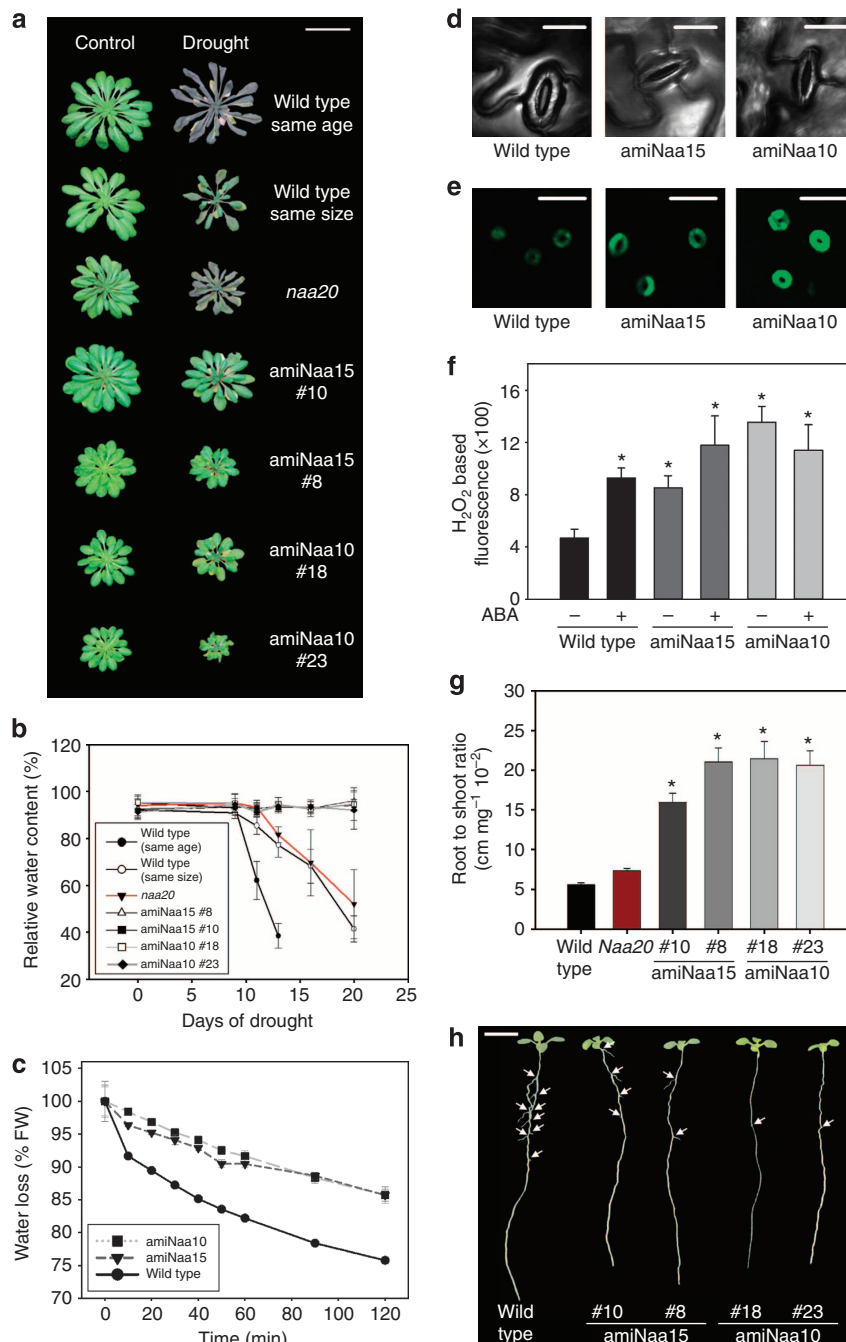 a
Control Drought
Wild type
same age
Wild type
same size
naa20
amiNaa15
#10
amiNaa15
#8
amiNaa10
#18
amiNaa10
#23
b
Relative water content (%)
120
100
80
60
40
20
Wild type
(same age)
Wild type
(same size)
naa20
amiNaa15 #8
amiNaa15 #10
amiNaa10 #18
amiNaa10 #23
0 5 10 15 20 25
Days of drought
c
Water loss (% FW)
105
100
95
90
85
80
75
70
amiNaa10
amiNaa15
Wild type
0 20 40 60 80 100 120
Time (min)
d
Wild type amiNaa15 amiNaa10
e
Wild type amiNaa15 amiNaa10
f
H₂O₂ based
fluorescence (×100)
16
12
8
4
0
* * * * *
ABA – + – + – +
Wild type amiNaa15 amiNaa10
g
Root to shoot ratio
(cm mg⁻¹ 10⁻²)
30
25
20
15
10
5
0
* * * *
Wild
type
Naa20
#10 #8 #18 #23
amiNaa15 amiNaa10
h
Wild
type
#10 #8 #18 #23
amiNaa15 amiNaa10